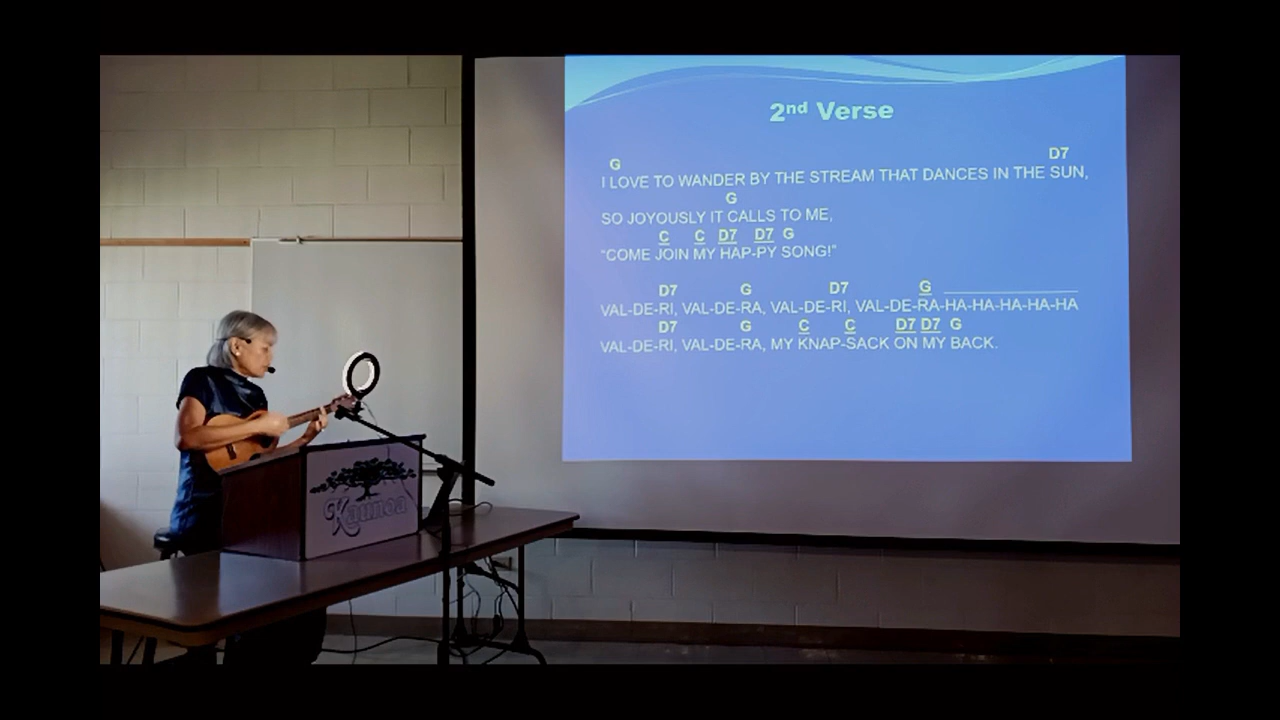 Kaunoa
2nd Verse
G D7
I LOVE TO WANDER BY THE STREAM THAT DANCES IN THE SUN,
G
SO JOYOUSLY IT CALLS TO ME,
C C D7 D7 G
“COME JOIN MY HAP-PY SONG!”
D7 G D7 G ________________
VAL-DE-RI, VAL-DE-RA, VAL-DE-RI, VAL-DE-RA-HA-HA-HA-HA-HA
D7 G C C D7 D7 G
VAL-DE-RI, VAL-DE-RA, MY KNAP-SACK ON MY BACK.